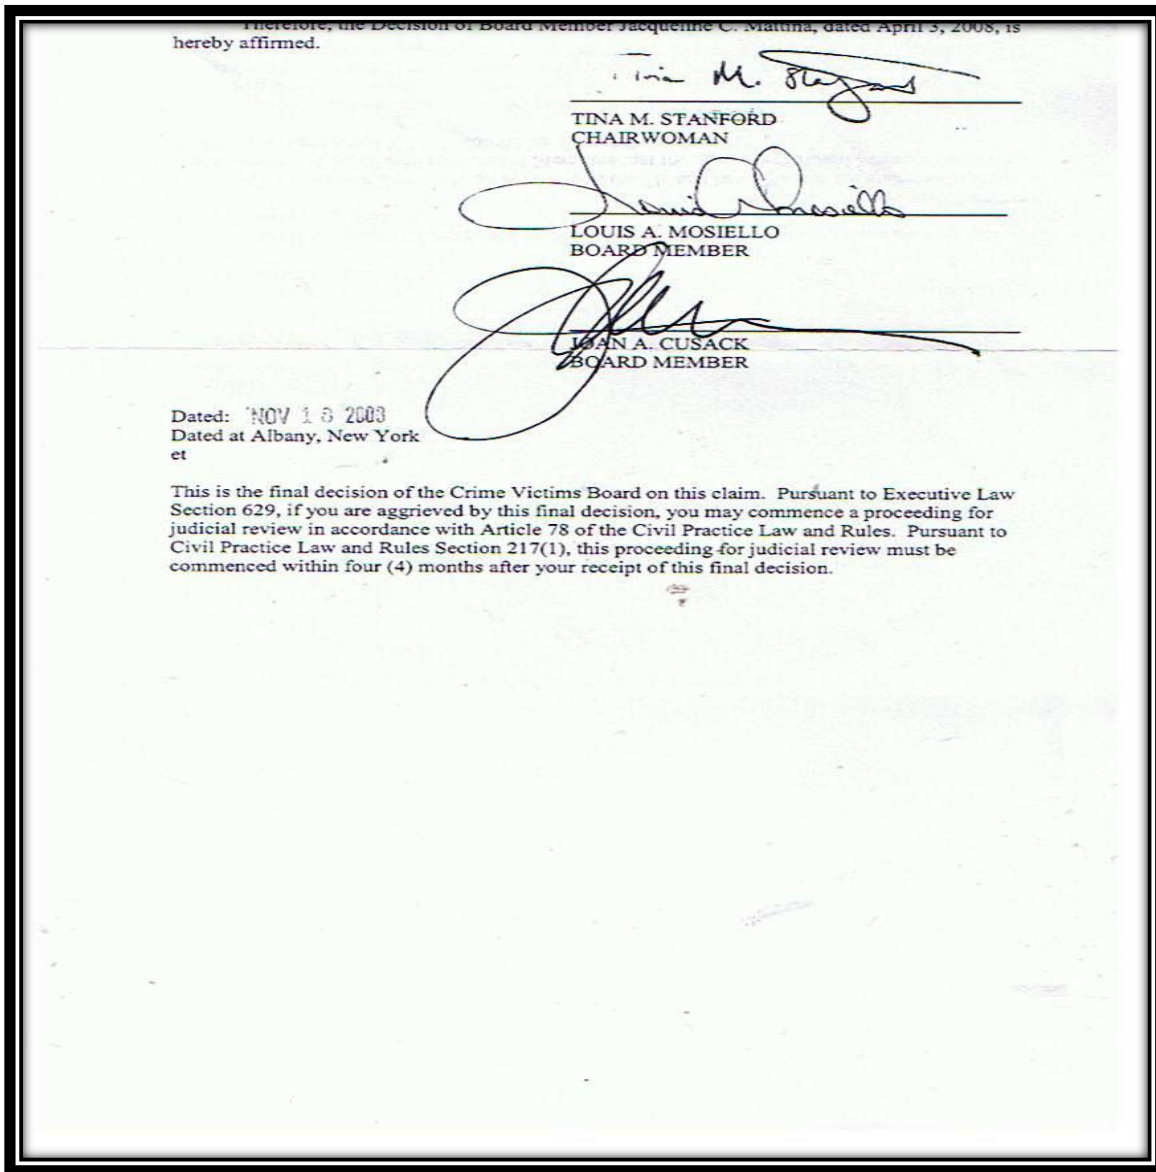 Therefore, the Decision of Board Member Jacqueline C. Mattina, dated April 3, 2008, is
hereby affirmed.
Tina M.
TINA M. STANFORD
CHAIRWOMAN
Louis A. Mosiello
LOUIS A. MOSIELLO
BOARD MEMBER
JOAN A. CUSACK
BOARD MEMBER
Dated: NOV
Dated at Albany, New York
et
This is the final decision of the Crime Victims Board on this claim. Pursuant to Executive Law
Section 629, if you are aggrieved by this final decision, you may commence a proceeding for
judicial review in accordance with Article 78 of the Civil Practice Law and Rules. Pursuant to
Civil Practice Law and Rules Section 217(1), this proceeding for judicial review must be
commenced within four (4) months after your receipt of this final decision.